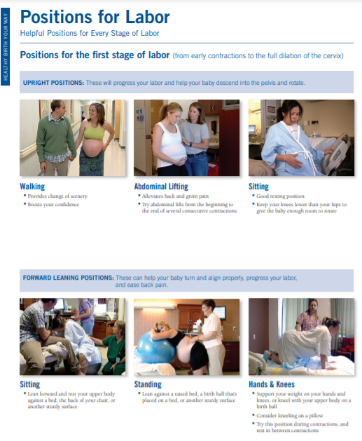 HEALTHY BIRTH YOUR WAY
Positions for Labor
Helpful Positions for Every Stage of Labor
Positions for the first stage of labor (from early contractions to the full dilation of the cervix)
UPRIGHT POSITIONS: These will progress your labor and help your baby descend into the pelvis and rotate.
Walking
• Provides change of scenery
• Boosts your confidence
Abdominal Lifting
• Alleviates back and groin pain
• Try abdominal lifts from the beginning to
the end of several consecutive contractions
Sitting
• Good resting position
• Keep your knees lower than your hips to
give the baby enough room to rotate
FORWARD LEANING POSITIONS: These can help your baby turn and align properly, progress your labor,
and ease back pain.
Sitting
• Lean forward and rest your upper body
against a bed, the back of your chair, or
another sturdy surface
Standing
• Lean against a raised bed, a birth ball that's
placed on a bed, or another sturdy surface
Hands & Knees
• Support your weight on your hands and
knees, or kneel with your upper body on a
birth ball
• Consider kneeling on a pillow
• Try this position during contractions, and
rest in between contractions